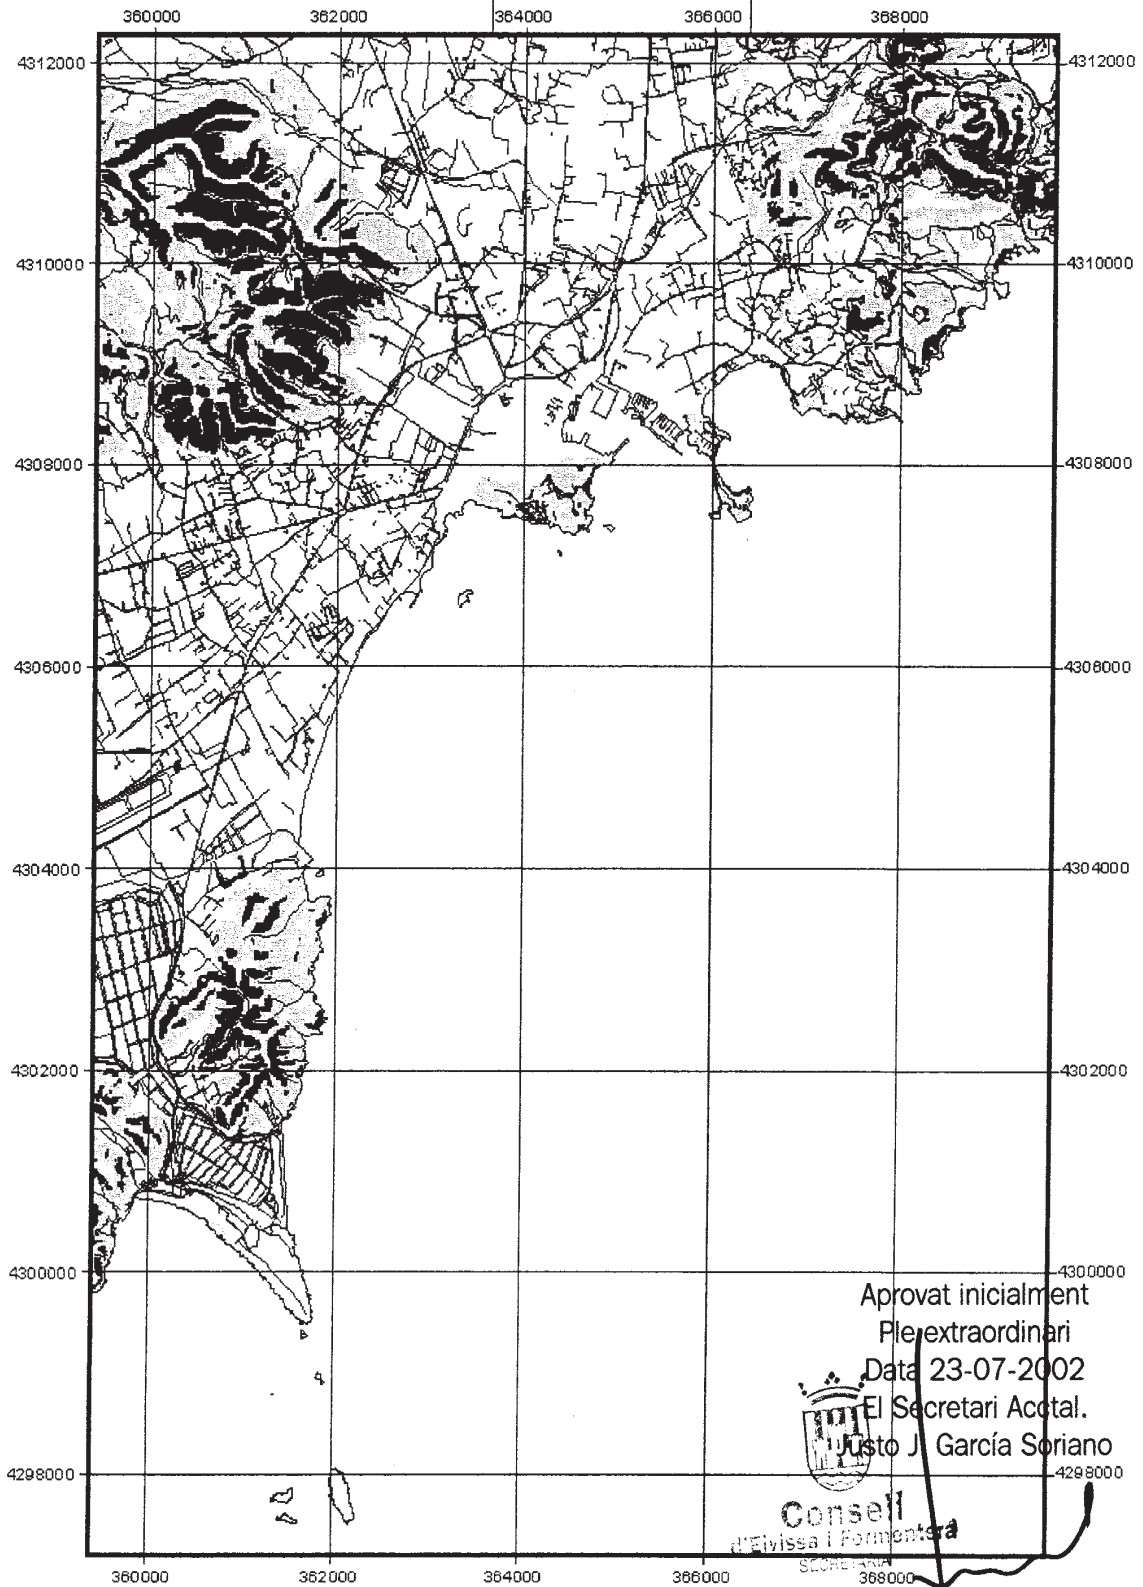 360000 362000 364000 366000 368000
4312000 4312000
4310000 4310000
4308000 4308000
4306000 4306000
4304000 4304000
4302000 4302000
4300000 4300000
Aprovat inicialment
Ple extraordinari
Data 23-07-2002
El Secretari Acctal.
Justo J. García Soriano
4298000 4298000
Consell
d'Eivissa i Formentera
SECRETARIA
360000 362000 364000 366000 368000